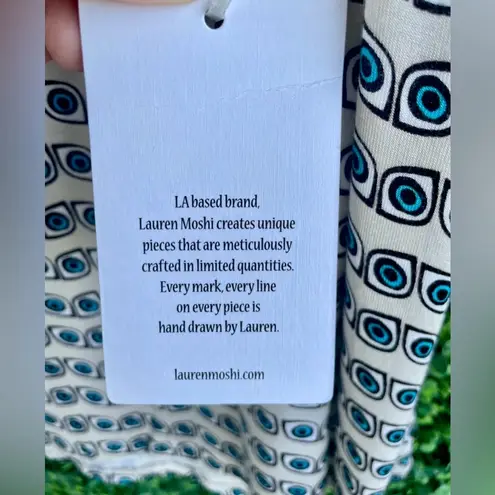 LA based brand,
Lauren Moshi creates unique
pieces that are meticulously
crafted in limited quantities.
Every mark, every line
on every piece is
hand drawn by Lauren.
laurenmoshi.com